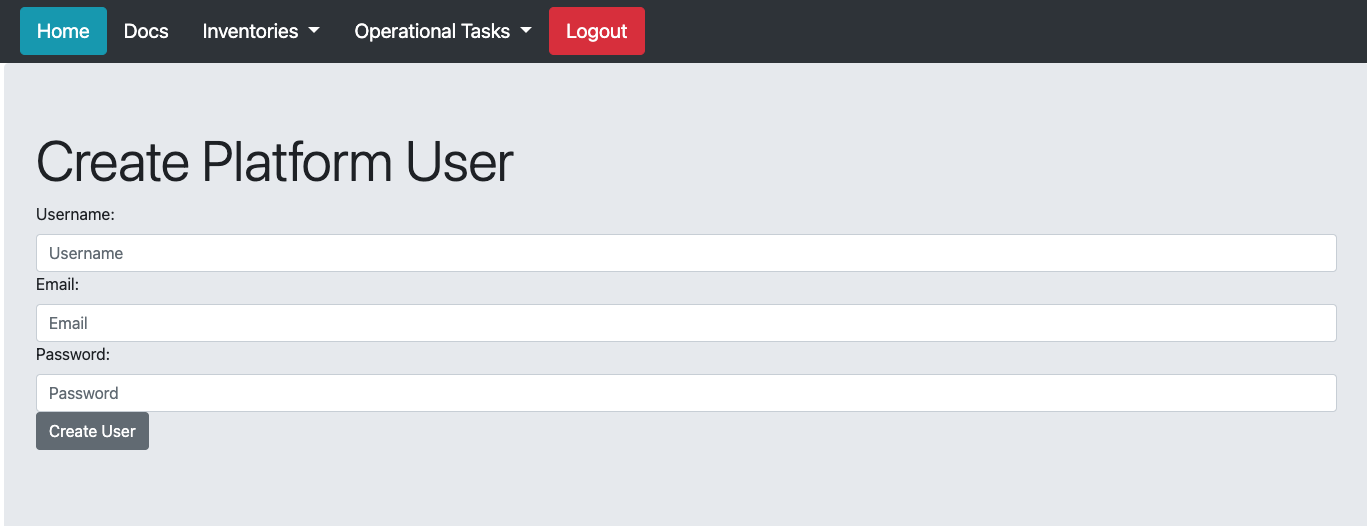 Home Docs Inventories Operational Tasks Logout
Create Platform User
Username:
Username
Email:
Email
Password:
Password
Create User